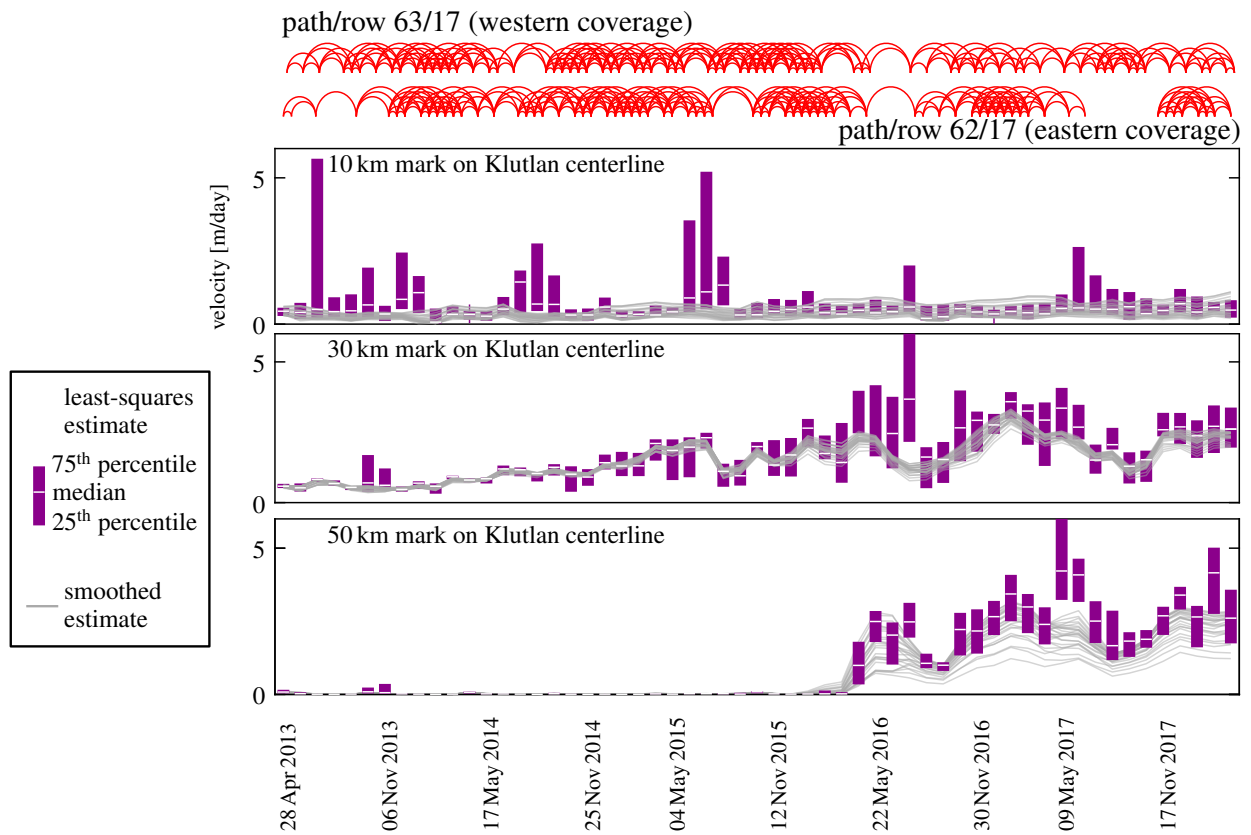 path/row 63/17 (western coverage)
path/row 62/17 (eastern coverage)
10 km mark on Klutlan centerline
velocity [m/day]
5
0
30 km mark on Klutlan centerline
5
0
50 km mark on Klutlan centerline
5
0
least-squares
estimate
75th percentile
median
25th percentile
smoothed
estimate
28 Apr 2013
06 Nov 2013
17 May 2014
25 Nov 2014
04 May 2015
12 Nov 2015
22 May 2016
30 Nov 2016
09 May 2017
17 Nov 2017